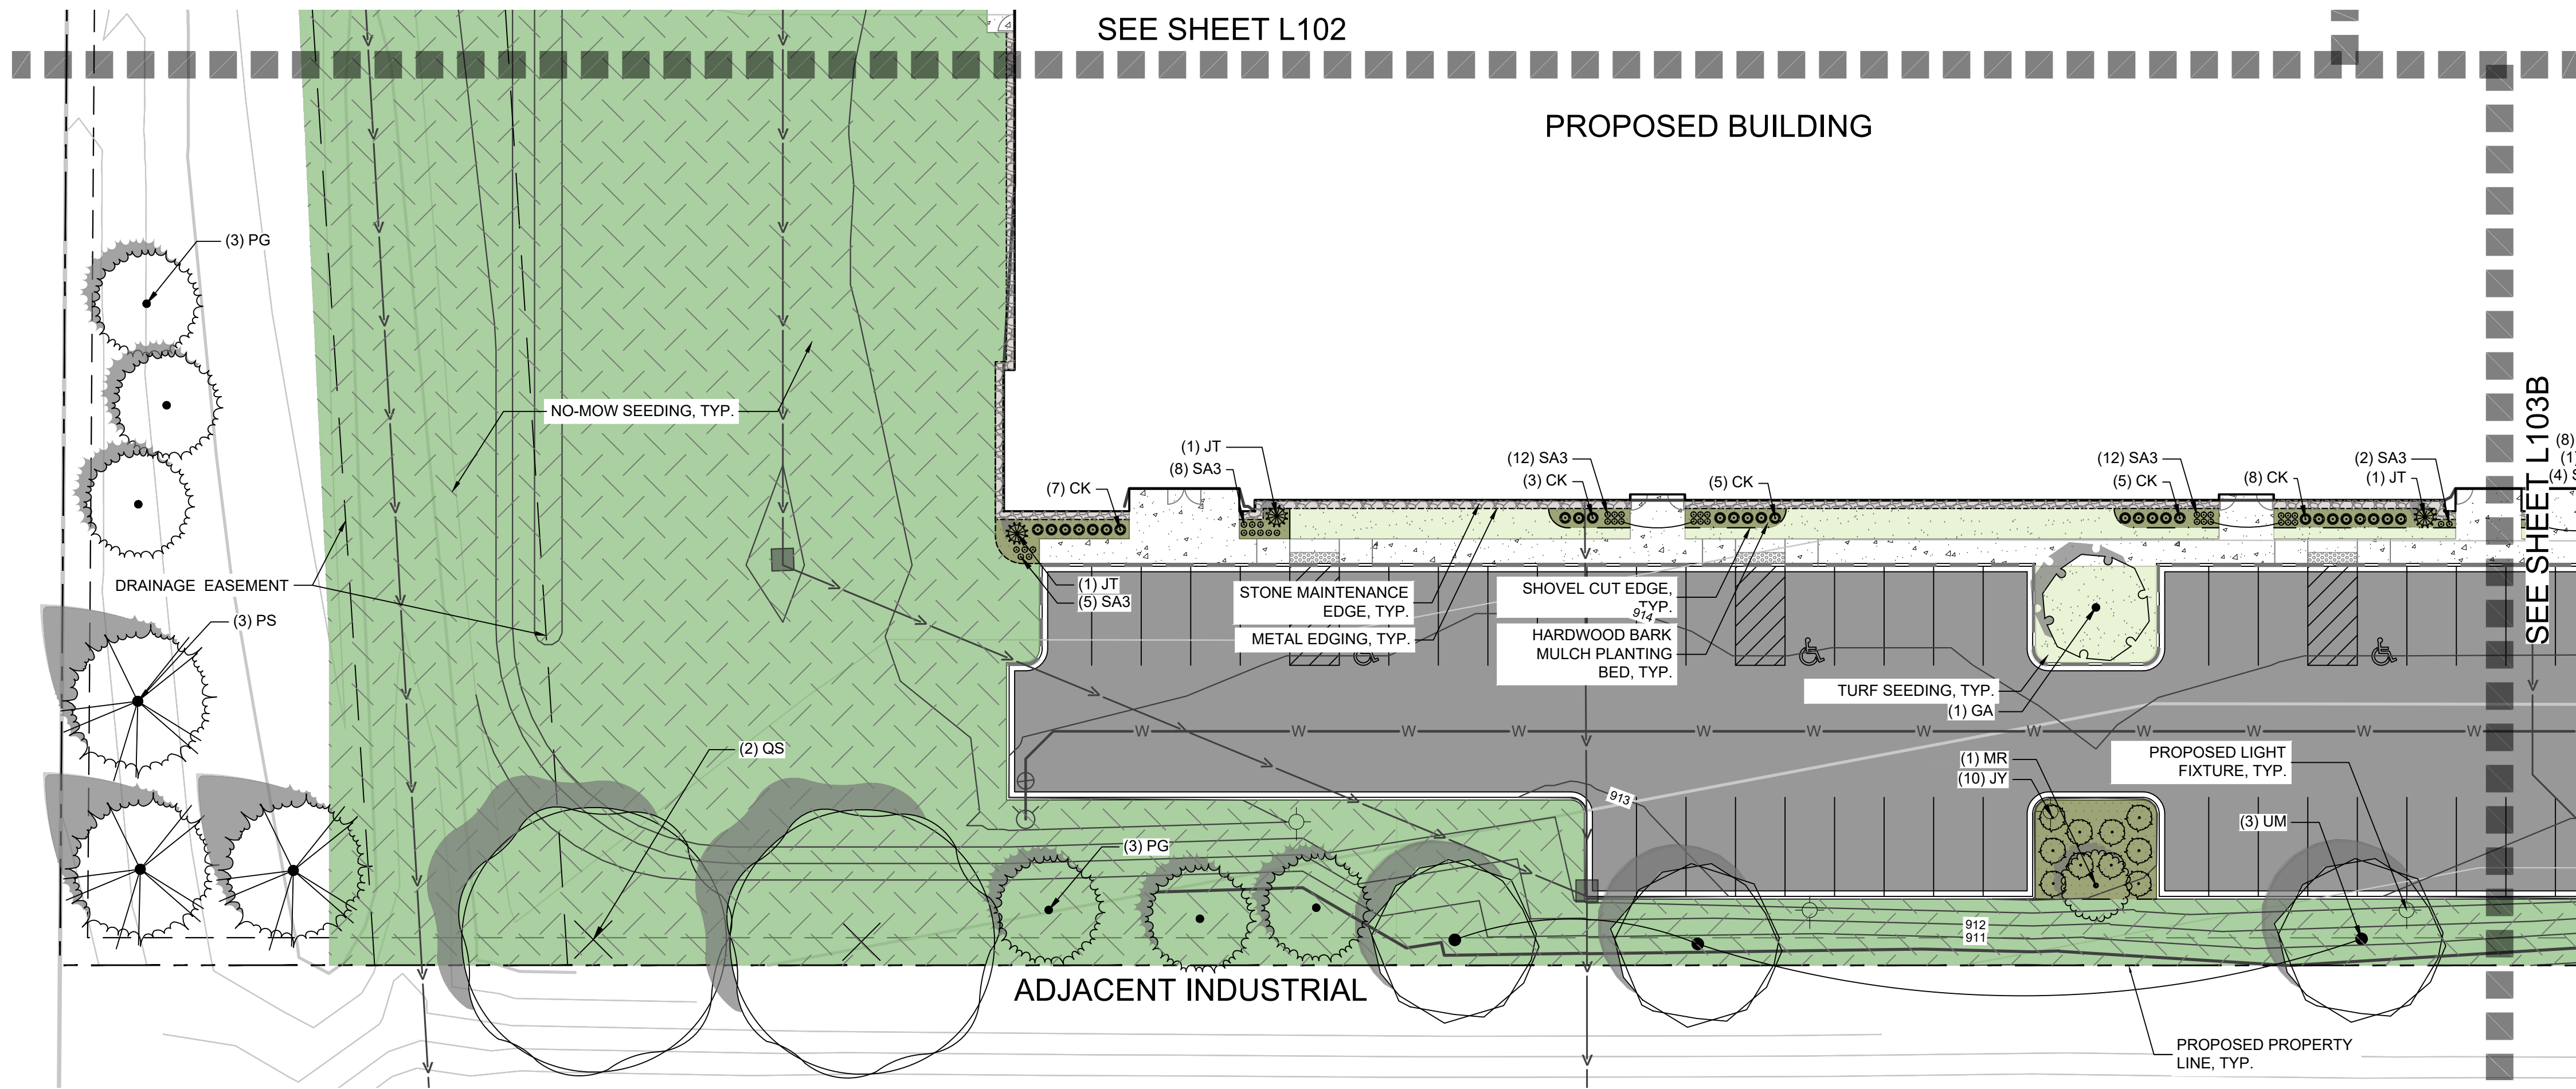 SEE SHEET L102
PROPOSED BUILDING
(3) PG
NO-MOW SEEDING, TYP.
(1) JT
(8) SA3
(7) CK
(12) SA3
(3) CK
(5) CK
(12) SA3
(5) CK
(8) CK
(2) SA3
(1) JT
(8)
(1)
(4) S
SEE SHEET L103B
DRAINAGE EASEMENT
(1) JT
(5) SA3
STONE MAINTENANCE
EDGE, TYP.
METAL EDGING, TYP.
SHOVEL CUT EDGE,
TYP.
914
HARDWOOD BARK
MULCH PLANTING
BED, TYP.
(3) PS
TURF SEEDING, TYP.
(1) GA
W W W W W W W W W W W
(2) QS
(1) MR
(10) JY
PROPOSED LIGHT
FIXTURE, TYP.
913
(3) UM
(3) PG
912
911
ADJACENT INDUSTRIAL
PROPOSED PROPERTY
LINE, TYP.